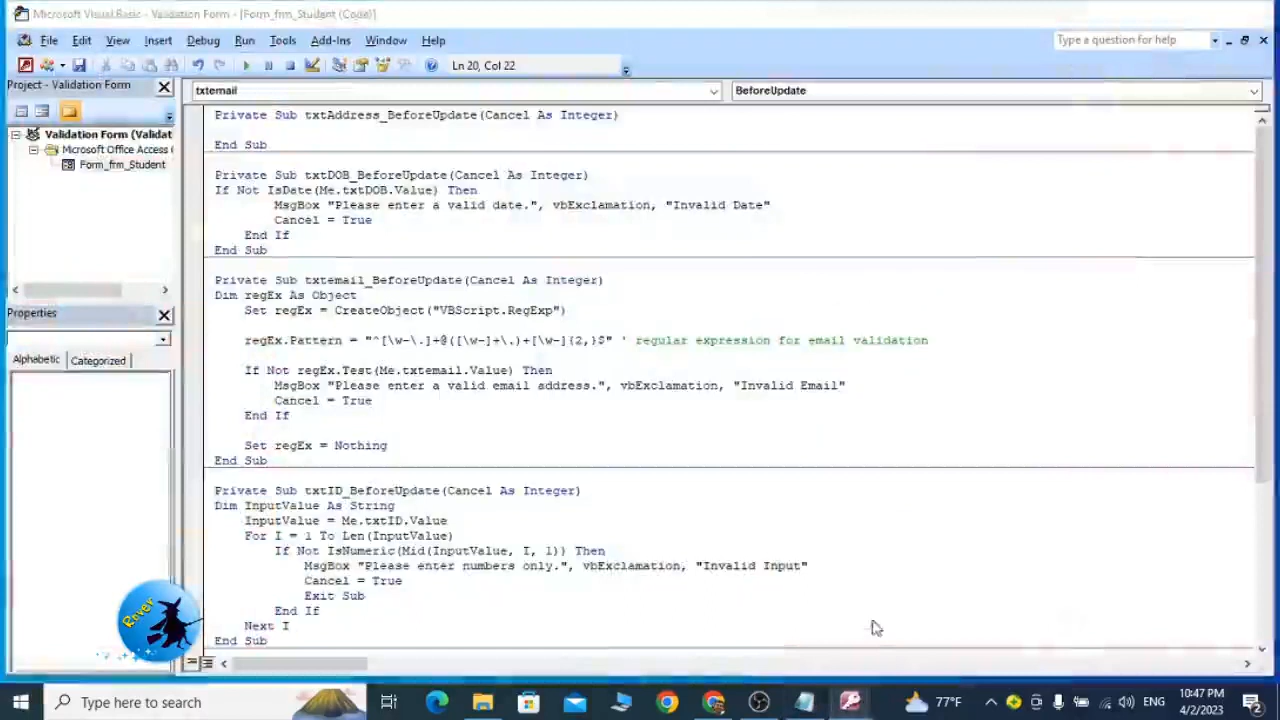 Microsoft Visual Basic - Validation Form - [Form_frm_Student (Code)]
File Edit View Insert Debug Run Tools Add-Ins Window Help
Type a question for help
Ln 20, Col 22
Project - Validation Form
txtemail
BeforeUpdate
Validation Form (Validat
Microsoft Office Access
Form_frm_Student
Properties
Alphabetic Categorized
Private Sub txtAddress_BeforeUpdate(Cancel As Integer)
End Sub
Private Sub txtDOB_BeforeUpdate(Cancel As Integer)
If Not IsDate(Me.txtDOB.Value) Then
MsgBox "Please enter a valid date.", vbExclamation, "Invalid Date"
Cancel = True
End If
End Sub
Private Sub txtemail_BeforeUpdate(Cancel As Integer)
Dim regEx As Object
Set regEx = CreateObject("VBScript.RegExp")
regEx.Pattern = "^[\w-\.]+@([\w-]+\.)+[\w-]{2,}$" ' regular expression for email validation
If Not regEx.Test(Me.txtemail.Value) Then
MsgBox "Please enter a valid email address.", vbExclamation, "Invalid Email"
Cancel = True
End If
Set regEx = Nothing
End Sub
Private Sub txtID_BeforeUpdate(Cancel As Integer)
Dim InputValue As String
InputValue = Me.txtID.Value
For I = 1 To Len(InputValue)
If Not IsNumeric(Mid(InputValue, I, 1)) Then
MsgBox "Please enter numbers only.", vbExclamation, "Invalid Input"
Cancel = True
Exit Sub
End If
Next I
End Sub
Rover
Type here to search
77°F
ENG
10:47 PM
4/2/2023
2